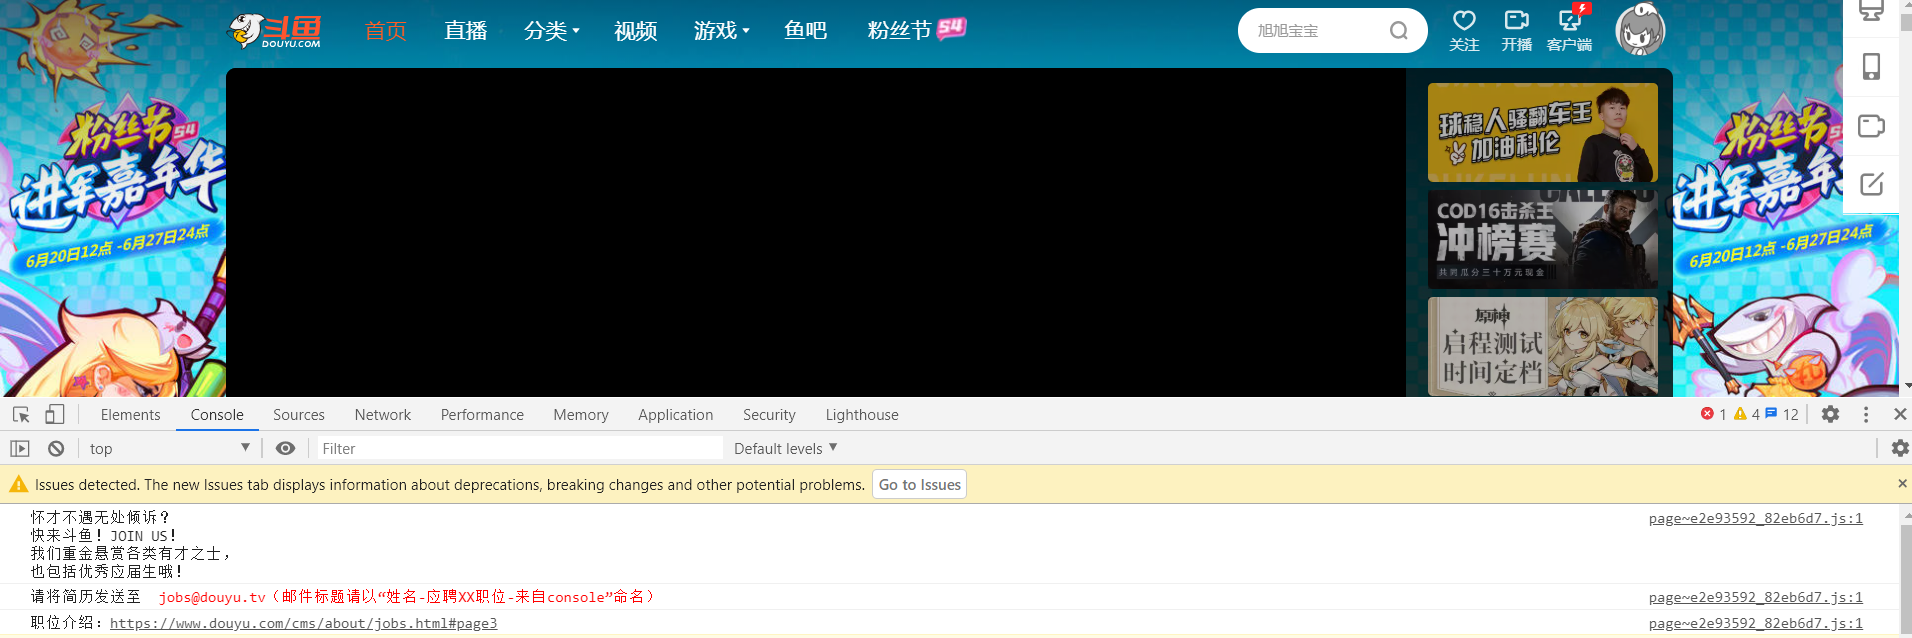 斗鱼
DOUYU.COM
首页 直播 分类 视频 游戏 鱼吧 粉丝节 S4
旭旭宝宝
关注 开播 客户端
粉丝节 S4
进军嘉年华
6月20日12点 -6月27日24点
球稳人骚翻车王
加油科伦
COD16击杀王
冲榜赛
共同瓜分三十万元现金
原神
启程测试
时间定档
粉丝节 S4
进军嘉年华
6月20日12点 -6月27日24点
Elements Console Sources Network Performance Memory Application Security Lighthouse 1 4 12
top Filter Default levels
Issues detected. The new Issues tab displays information about deprecations, breaking changes and other potential problems. Go to Issues
怀才不遇无处倾诉？ page~e2e93592_82eb6d7.js:1
快来斗鱼！JOIN US！
我们重金悬赏各类有才之士，
也包括优秀应届生哦！
请将简历发送至 jobs@douyu.tv（邮件标题请以“姓名-应聘XX职位-来自console”命名） page~e2e93592_82eb6d7.js:1
职位介绍：https://www.douyu.com/cms/about/jobs.html#page3 page~e2e93592_82eb6d7.js:1